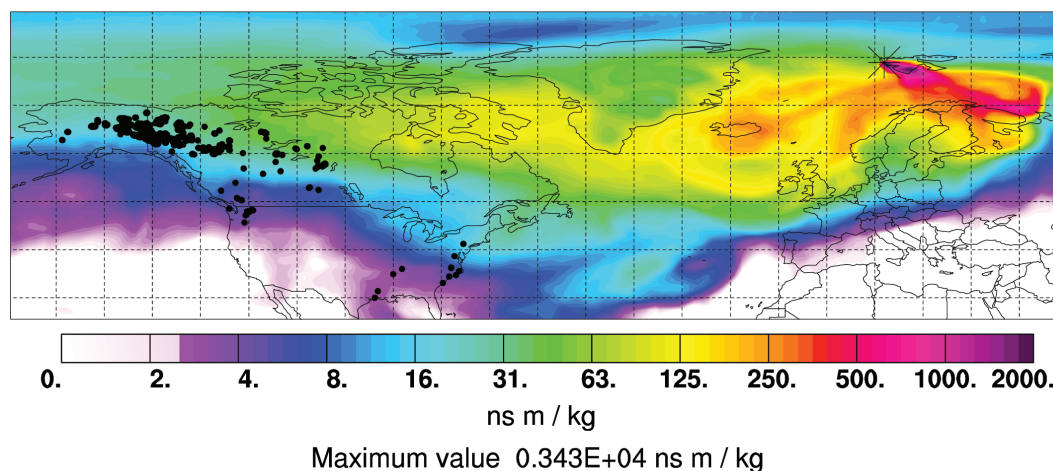 0. 2. 4. 8. 16. 31. 63. 125. 250. 500. 1000. 2000.
ns m / kg
Maximum value 0.343E+04 ns m / kg